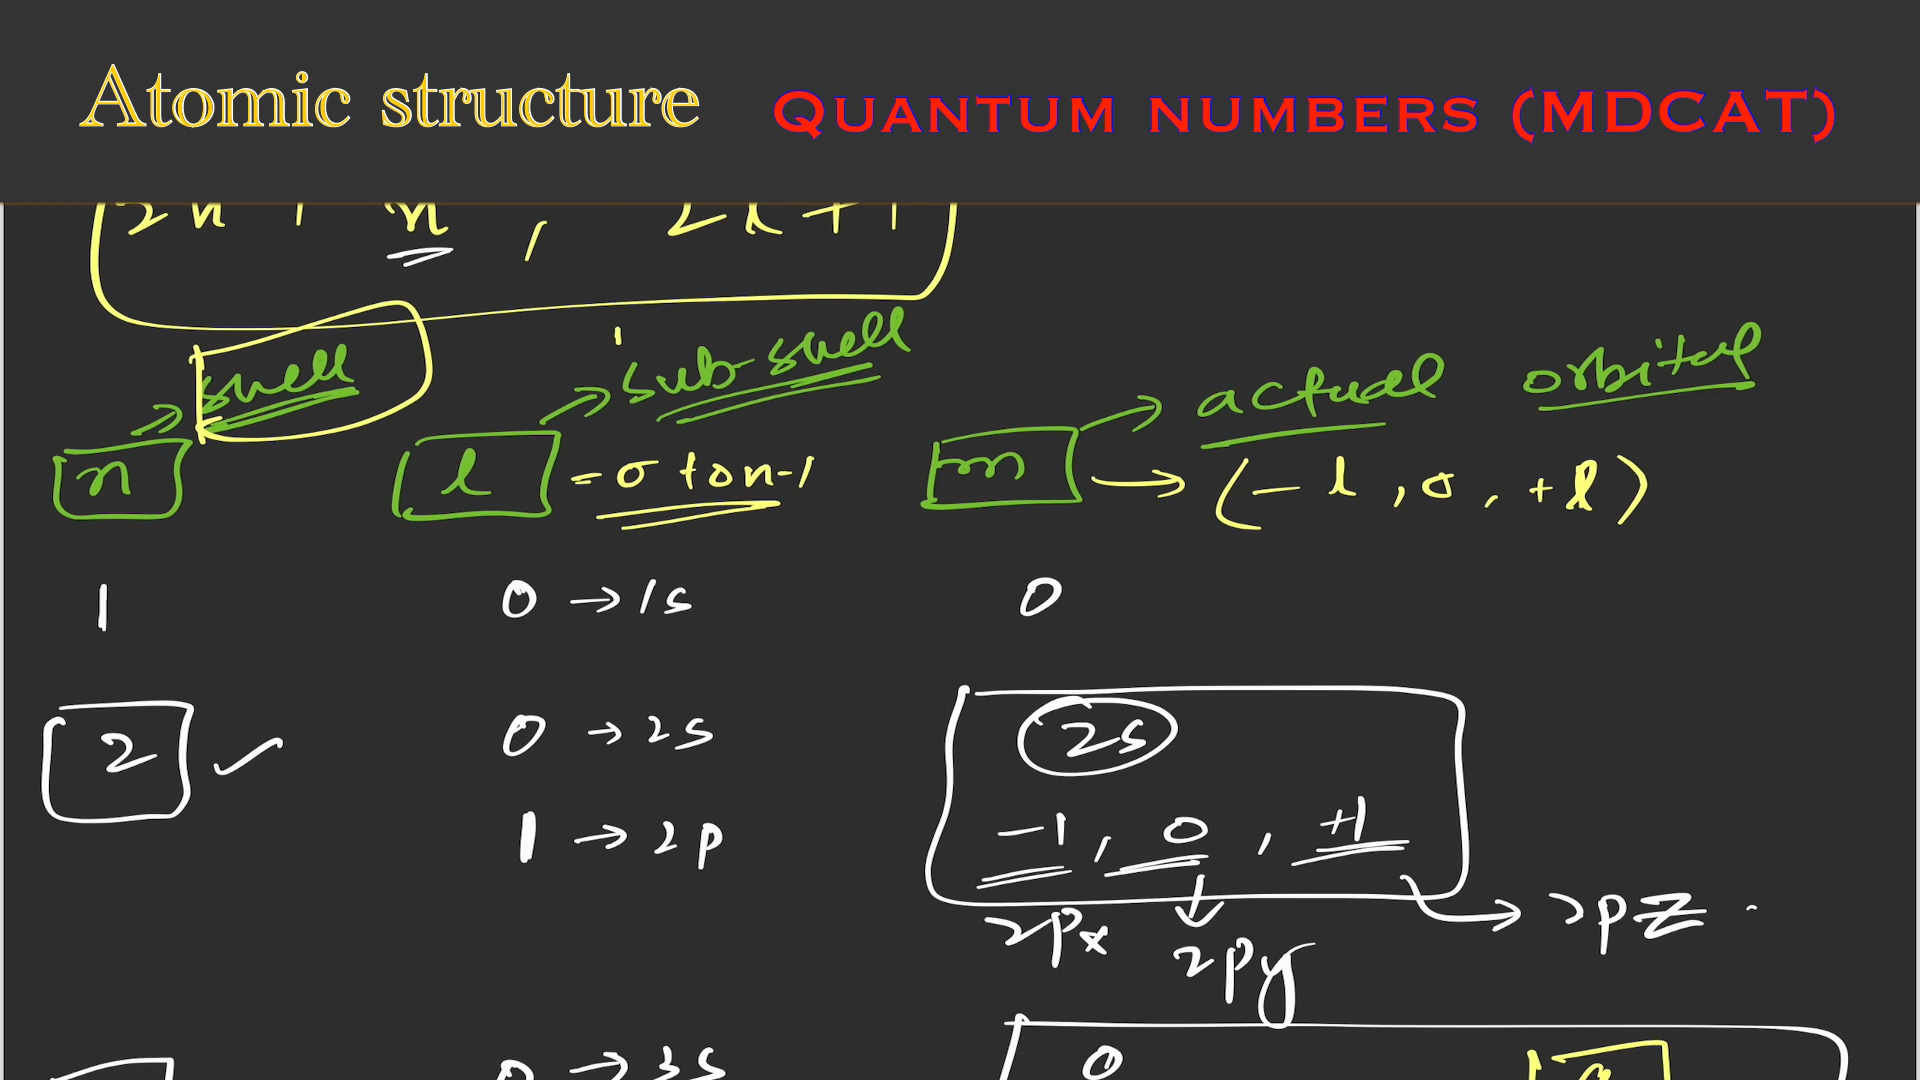 Atomic structure QUANTUM NUMBERS (MDCAT)
n , 2l+1
shell sub-shell actual orbital
n l = 0 to n-1 m → (-l, 0, +l)
1 0 → 1s 0
2 ✓ 0 → 2s 2s
1 → 2p -1, 0, +1
2px 2py → 2pz
0 → 3s 0